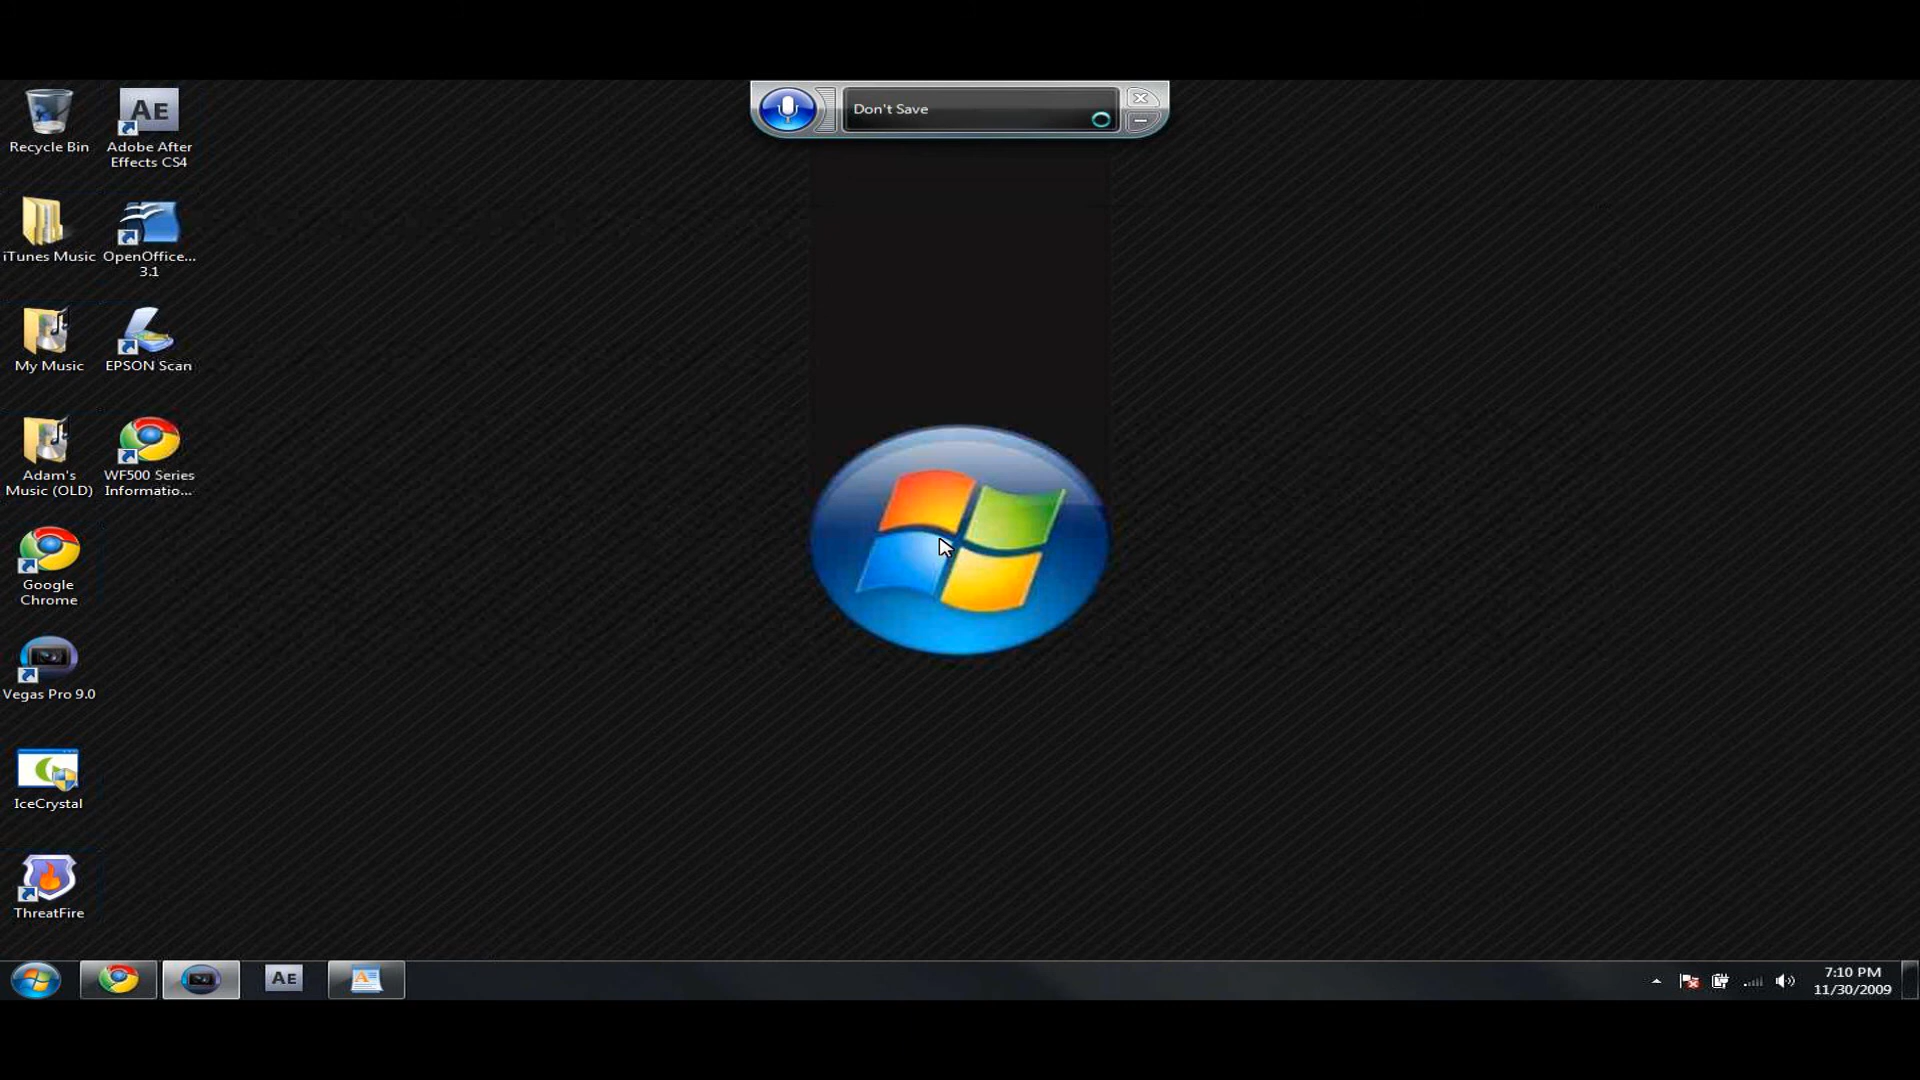 Don't Save
Recycle Bin
AE
Adobe After
Effects CS4
iTunes Music
OpenOffice...
3.1
My Music
EPSON Scan
Adam's
Music (OLD)
WF500 Series
Informatio...
Google
Chrome
Vegas Pro 9.0
IceCrystal
ThreatFire
AE
A
7:10 PM
11/30/2009